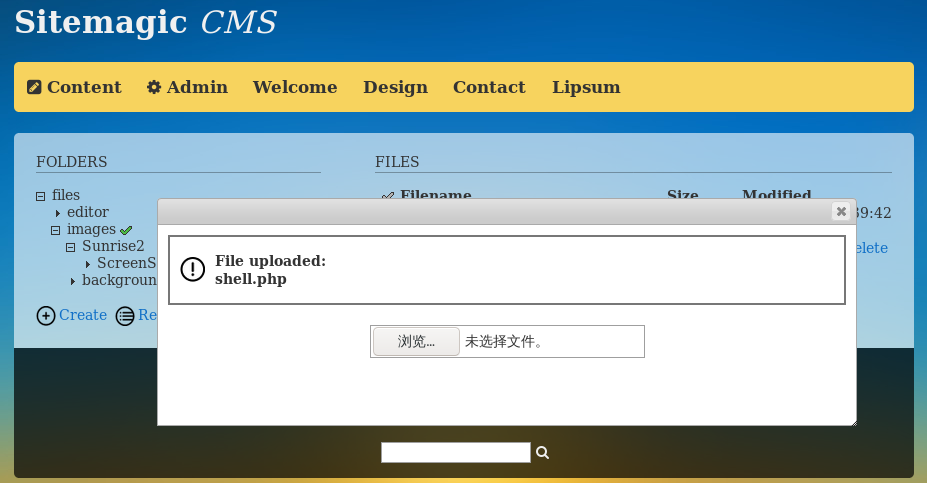 Sitemagic CMS
Content Admin Welcome Design Contact Lipsum
FOLDERS
FILES
files
Filename Size Modified
editor
39:42
images
Sunrise2
elete
ScreenS
backgroun
File uploaded:
shell.php
Create Re
浏览... 未选择文件。